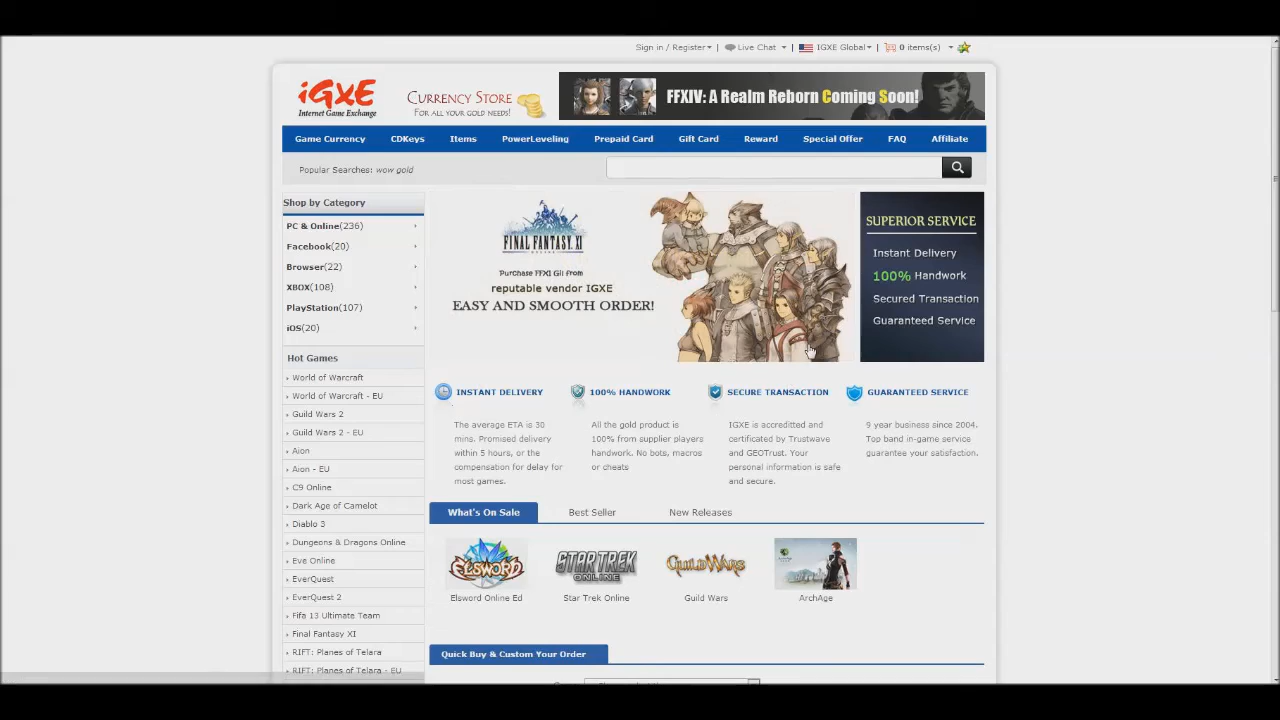 Sign in / Register | Live Chat | IGXE Global | 0 items(s)
iGXE
Internet Game Exchange
CURRENCY STORE
FOR ALL YOUR GOLD NEEDS!
FFXIV: A Realm Reborn Coming Soon!
Game Currency CDKeys Items PowerLeveling Prepaid Card Gift Card Reward Special Offer FAQ Affiliate
Popular Searches: wow gold
Shop by Category
PC & Online(236)
Facebook(20)
Browser(22)
XBOX(108)
PlayStation(107)
iOS(20)
Hot Games
World of Warcraft
World of Warcraft - EU
Guild Wars 2
Guild Wars 2 - EU
Aion
Aion - EU
C9 Online
Dark Age of Camelot
Diablo 3
Dungeons & Dragons Online
Eve Online
EverQuest
EverQuest 2
Fifa 13 Ultimate Team
Final Fantasy XI
RIFT: Planes of Telara
RIFT: Planes of Telara - EU
FINAL FANTASY XI
Purchase FFXI Gil from
reputable vendor IGXE
EASY AND SMOOTH ORDER!
SUPERIOR SERVICE
Instant Delivery
100% Handwork
Secured Transaction
Guaranteed Service
INSTANT DELIVERY
The average ETA is 30
mins. Promised delivery
within 5 hours, or the
compensation for delay for
most games.
100% HANDWORK
All the gold product is
100% from supplier players
handwork. No bots, macros
or cheats
SECURE TRANSACTION
IGXE is accreditted and
certificated by Trustwave
and GEOTrust. Your
personal information is safe
and secure.
GUARANTEED SERVICE
9 year business since 2004.
Top band in-game service
guarantee your satisfaction.
What's On Sale Best Seller New Releases
ELSWORD
STAR TREK
ONLINE
GUILDWARS
Elsword Online Ed
Star Trek Online
Guild Wars
ArchAge
Quick Buy & Custom Your Order